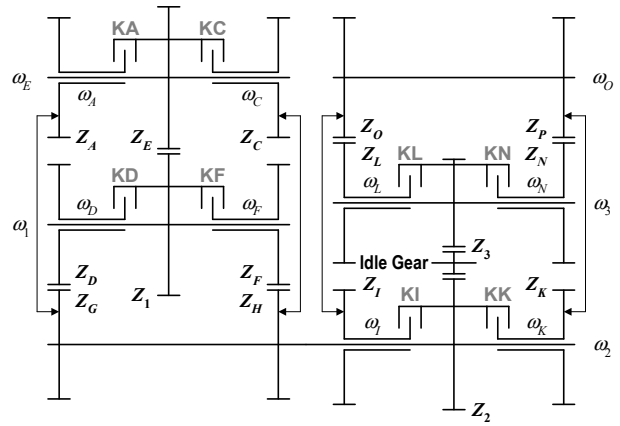 KA KC
ω_E ω_A ω_C ω_O
Z_A Z_E Z_C Z_O Z_P
Z_L KL KN Z_N
KD KF
ω_1 ω_D ω_F ω_L ω_N ω_3
Z_D Z_F Idle Gear Z_3
Z_G Z_1 Z_H Z_I KI KK Z_K
ω_I ω_K ω_2
Z_2